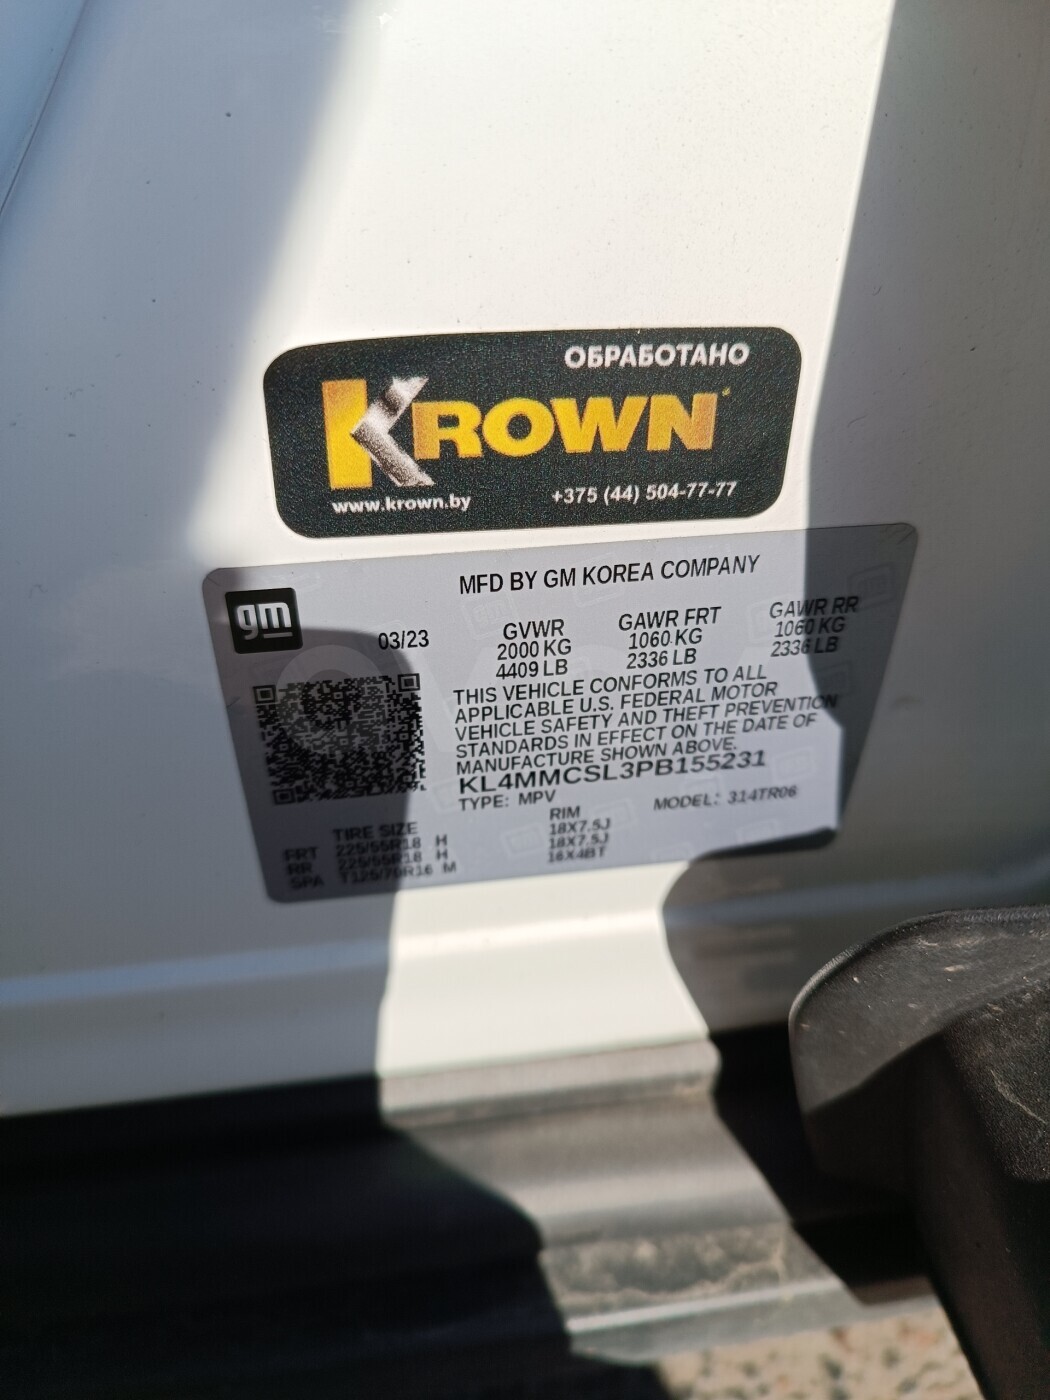 ОБРАБОТАНО
KROWN
www.krown.by +375 (44) 504-77-77
MFD BY GM KOREA COMPANY
gm
03/23 GVWR GAWR FRT GAWR RR
2000 KG 1060 KG 1060 KG
4409 LB 2336 LB 2336 LB
THIS VEHICLE CONFORMS TO ALL
APPLICABLE U.S. FEDERAL MOTOR
VEHICLE SAFETY AND THEFT PREVENTION
STANDARDS IN EFFECT ON THE DATE OF
MANUFACTURE SHOWN ABOVE.
KL4MMCSL3PB155231
TYPE: MPV MODEL: 314TR06
TIRE SIZE RIM
FRT 225/55R18 H 18X7.5J
RR 225/55R18 H 18X7.5J
SPA T125/70R16 M 16X4BT